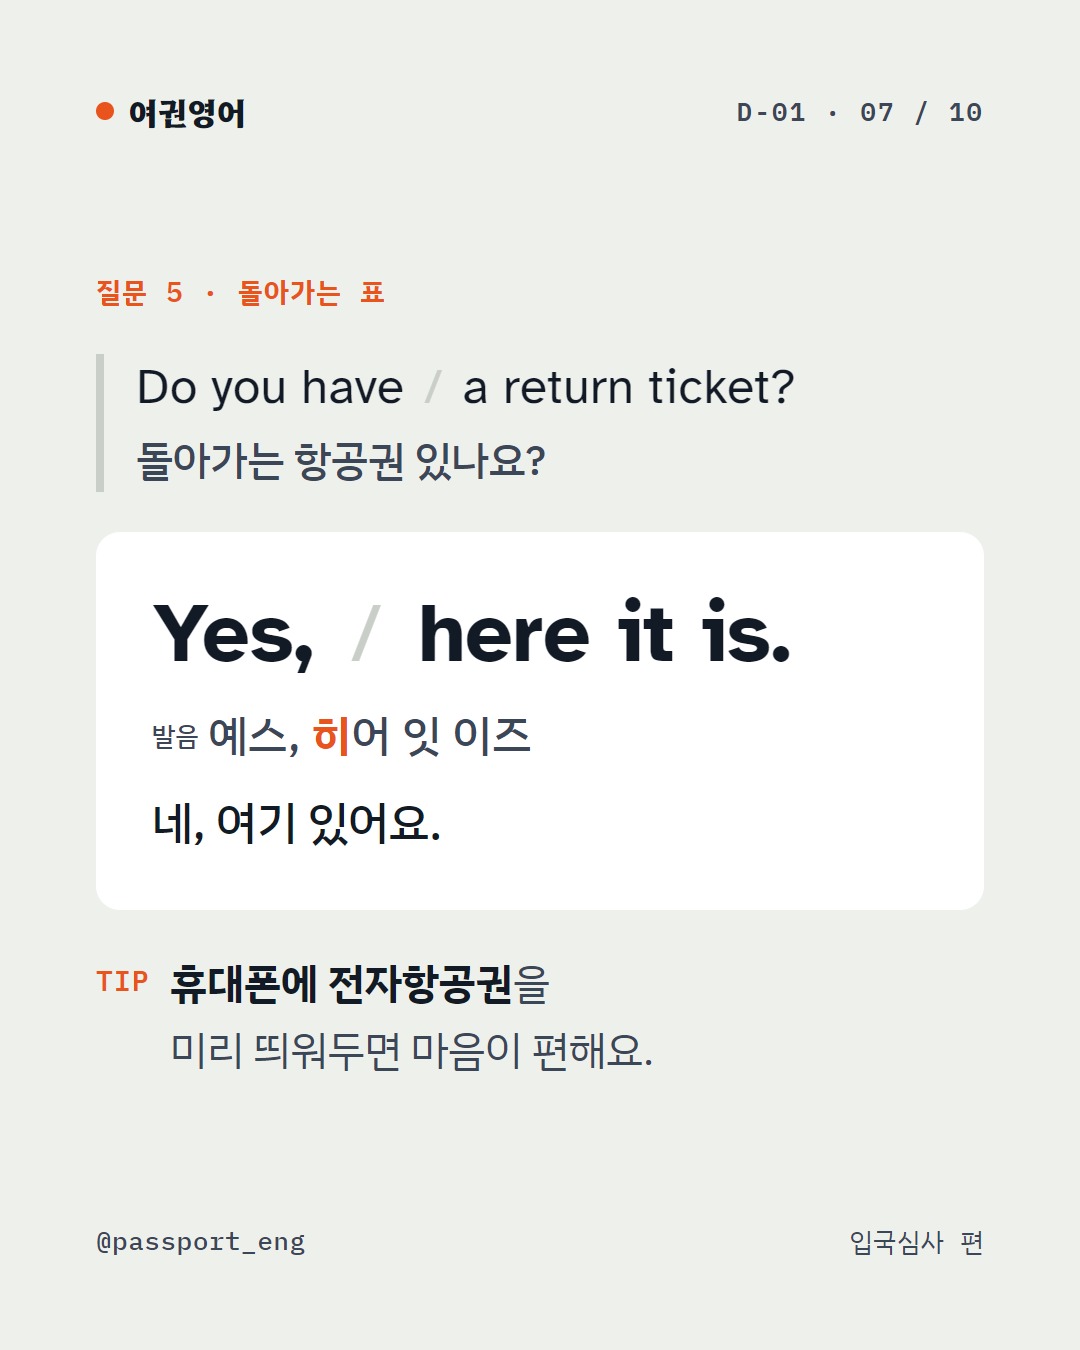 여권영어
D-01 · 07 / 10
질문 5 · 돌아가는 표
Do you have / a return ticket?
돌아가는 항공권 있나요?
Yes, / here it is.
발음 예스, 히어 잇 이즈
네, 여기 있어요.
TIP 휴대폰에 전자항공권을
미리 띄워두면 마음이 편해요.
@passport_eng
입국심사 편